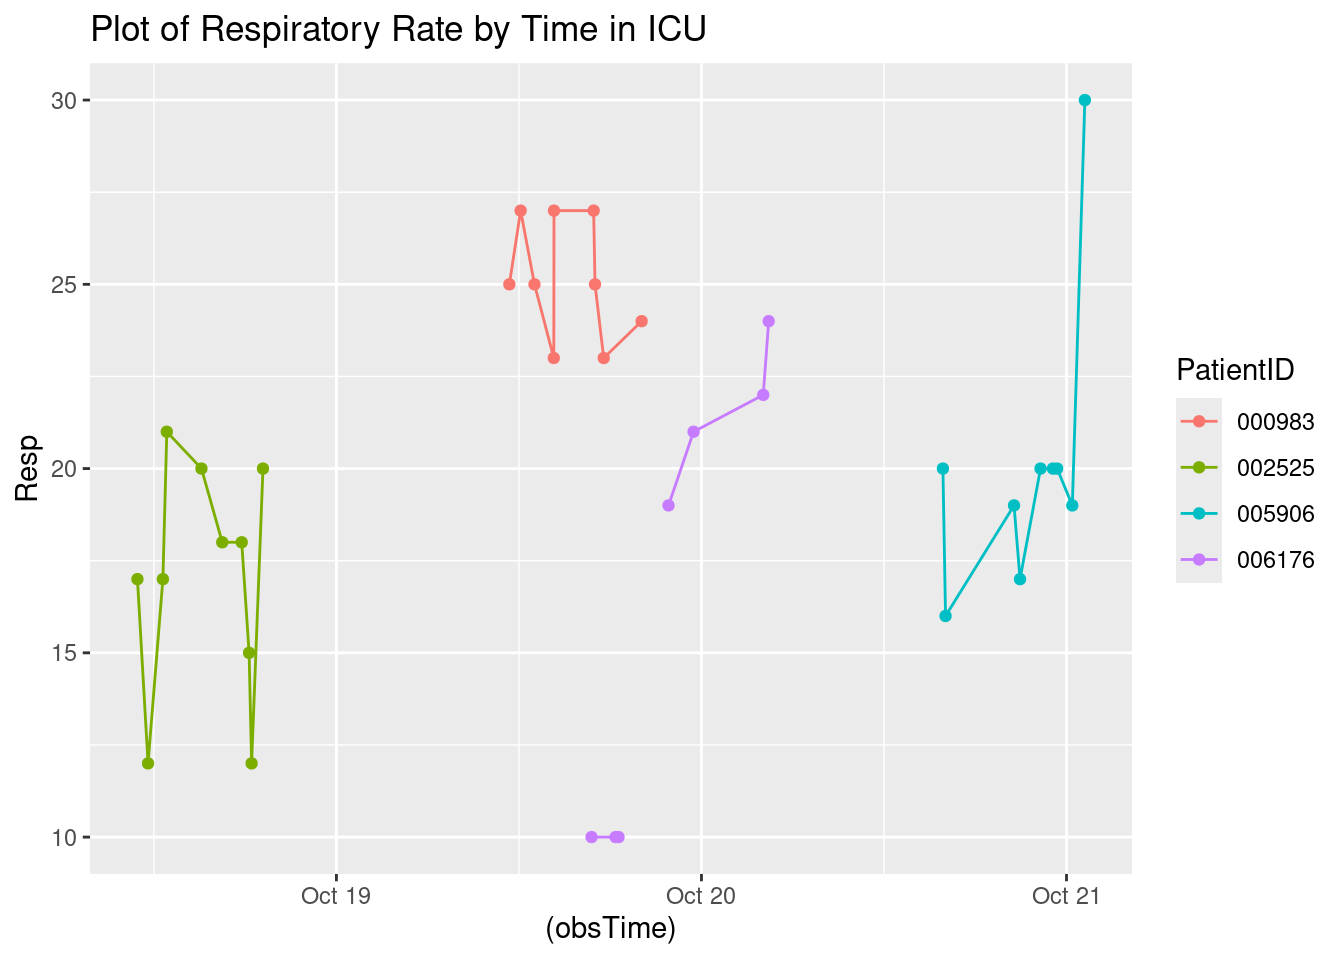 Plot of Respiratory Rate by Time in ICU
30
25
20
15
10
Resp
Oct 19
Oct 20
Oct 21
(obsTime)
PatientID
000983
002525
005906
006176